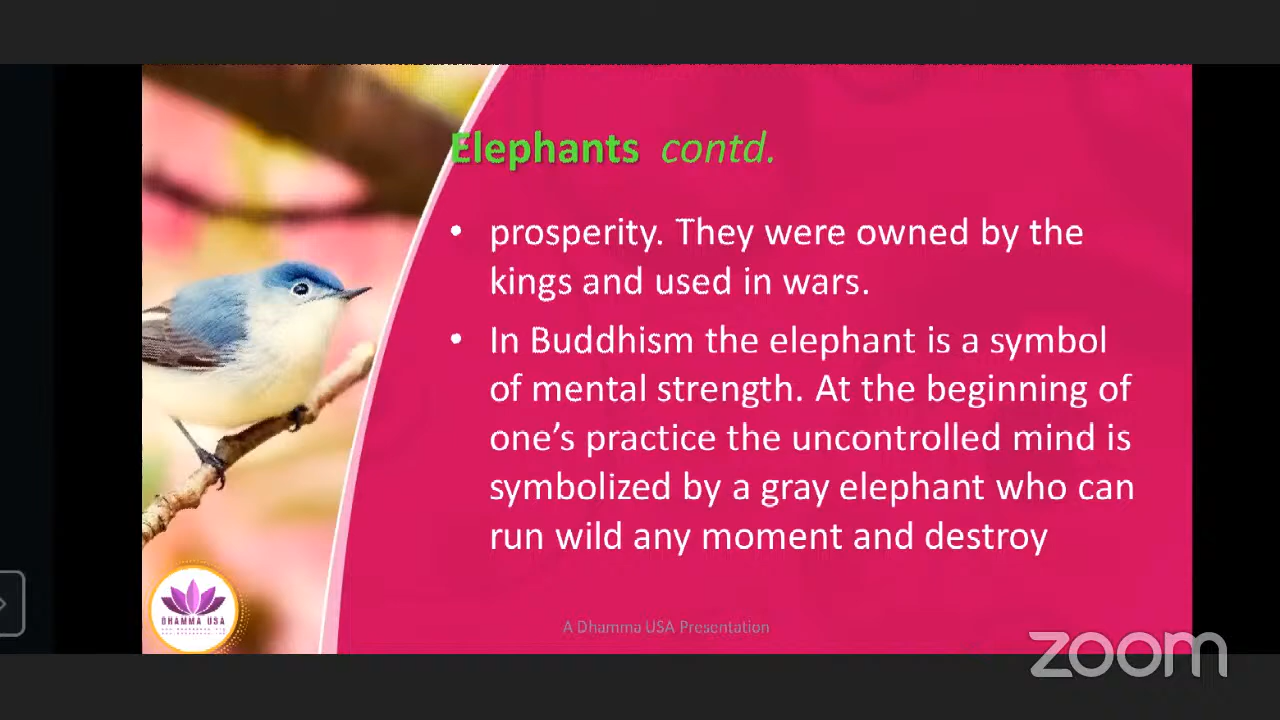 Elephants contd.
• prosperity. They were owned by the
kings and used in wars.
• In Buddhism the elephant is a symbol
of mental strength. At the beginning of
one’s practice the uncontrolled mind is
symbolized by a gray elephant who can
run wild any moment and destroy
DHAMMA USA
A Dhamma USA Presentation
zoom